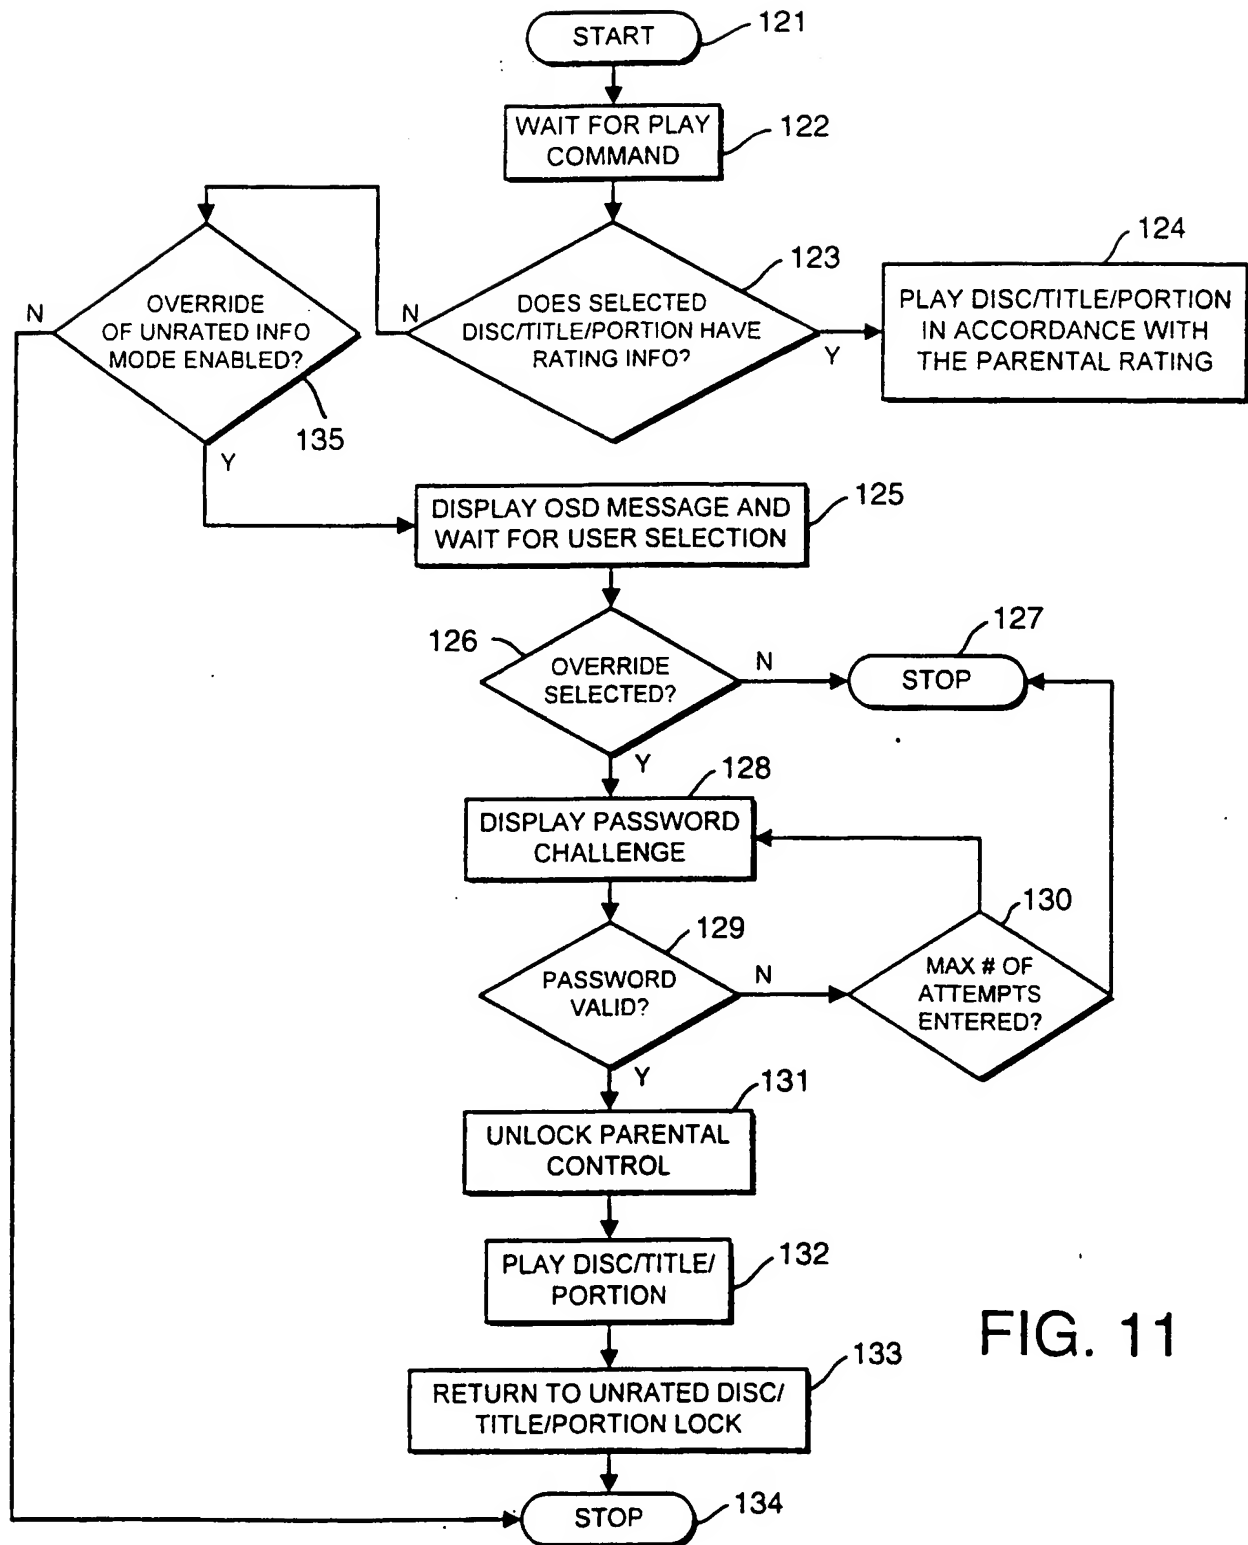 START
121
WAIT FOR PLAY
COMMAND
122
OVERRIDE
OF UNRATED INFO
MODE ENABLED?
N
135
Y
DOES SELECTED
DISC/TITLE/PORTION HAVE
RATING INFO?
N
123
Y
PLAY DISC/TITLE/PORTION
IN ACCORDANCE WITH
THE PARENTAL RATING
124
DISPLAY OSD MESSAGE AND
WAIT FOR USER SELECTION
125
126
OVERRIDE
SELECTED?
N
Y
STOP
127
DISPLAY PASSWORD
CHALLENGE
128
PASSWORD
VALID?
129
N
Y
MAX # OF
ATTEMPTS
ENTERED?
130
UNLOCK PARENTAL
CONTROL
131
PLAY DISC/TITLE/
PORTION
132
RETURN TO UNRATED DISC/
TITLE/PORTION LOCK
133
STOP
134
FIG. 11